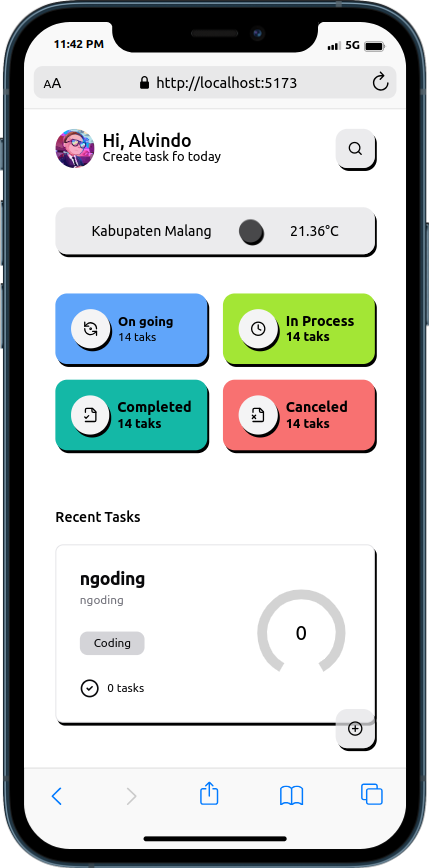 11:42 PM
5G
AA
http://localhost:5173
Hi, Alvindo
Create task fo today
Kabupaten Malang
21.36°C
On going
14 taks
In Process
14 taks
Completed
14 taks
Canceled
14 taks
Recent Tasks
ngoding
ngoding
Coding
0
0 tasks